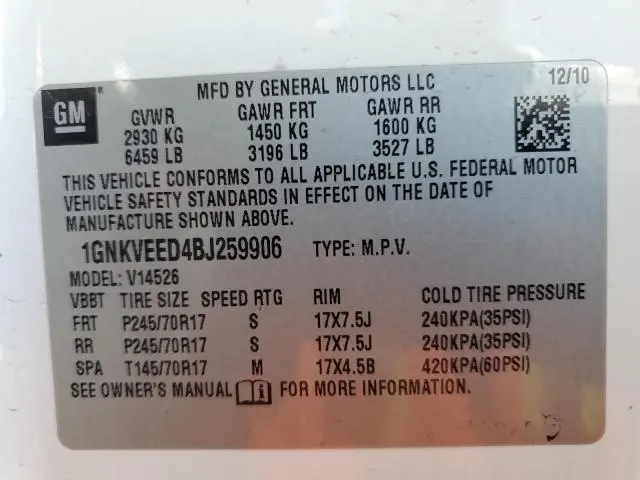 MFD BY GENERAL MOTORS LLC 12/10
GM
GVWR GAWR FRT GAWR RR
2930 KG 1450 KG 1600 KG
6459 LB 3196 LB 3527 LB
THIS VEHICLE CONFORMS TO ALL APPLICABLE U.S. FEDERAL MOTOR
VEHICLE SAFETY STANDARDS IN EFFECT ON THE DATE OF
MANUFACTURE SHOWN ABOVE.
1GNKVEED4BJ259906 TYPE: M.P.V.
MODEL: V14526
VBBT TIRE SIZE SPEED RTG RIM COLD TIRE PRESSURE
FRT P245/70R17 S 17X7.5J 240KPA(35PSI)
RR P245/70R17 S 17X7.5J 240KPA(35PSI)
SPA T145/70R17 M 17X4.5B 420KPA(60PSI)
SEE OWNER'S MANUAL FOR MORE INFORMATION.